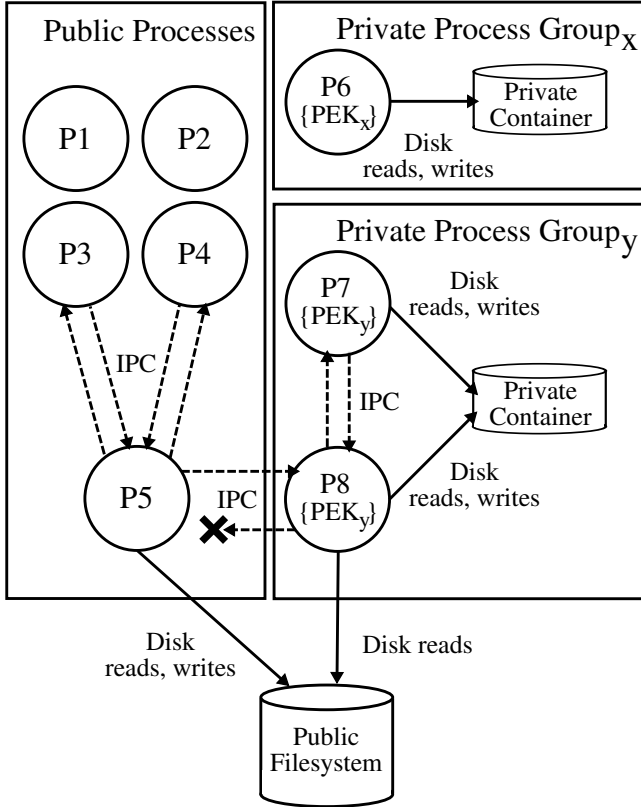 Public Processes
P1
P2
P3
P4
IPC
P5
IPC
Private Process Group_x
P6
{PEK_x}
Private
Container
Disk
reads, writes
Private Process Group_y
P7
{PEK_y}
Disk
reads, writes
IPC
Private
Container
P8
{PEK_y}
Disk
reads, writes
Disk
reads, writes
Disk reads
Public
Filesystem